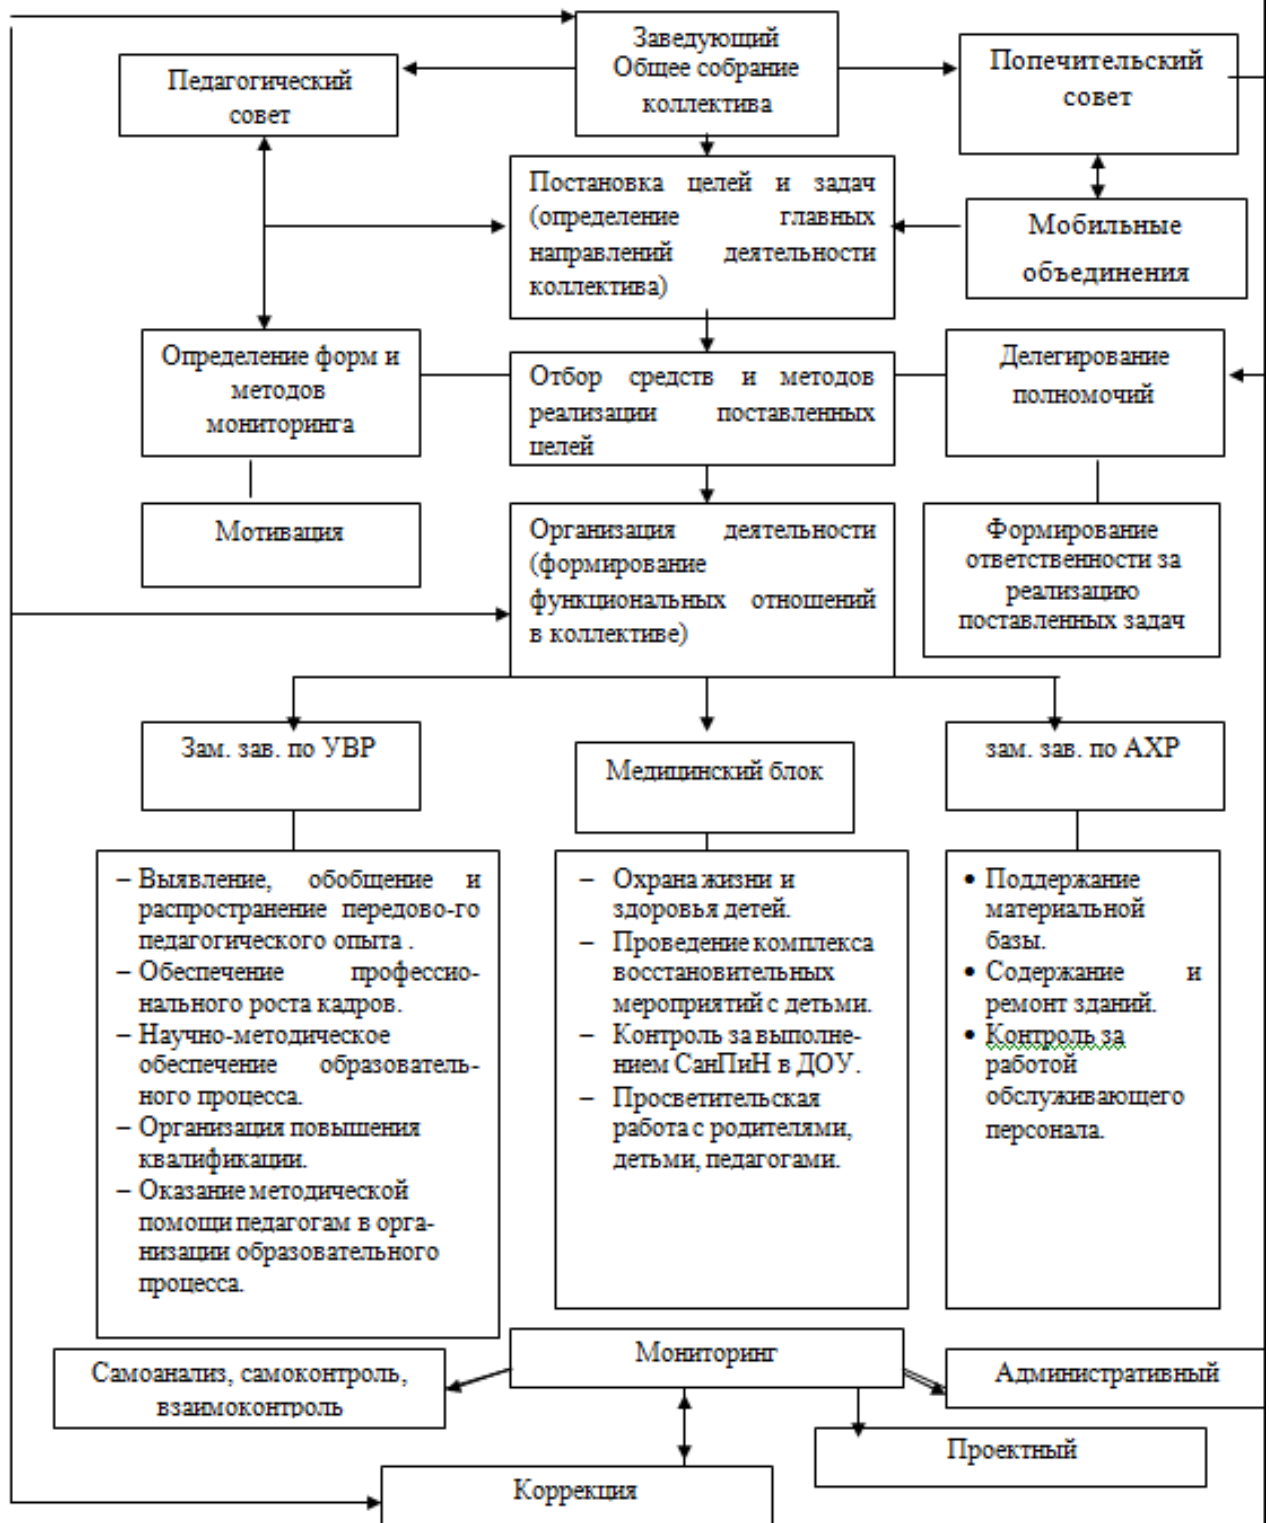 Заведующий
Общее собрание
коллектива
Педагогический
совет
Попечительский
совет
Постановка целей и задач
(определение главных
направлений деятельности
коллектива)
Мобильные
объединения
Определение форм и
методов
мониторинга
Отбор средств и методов
реализации поставленных
целей
Делегирование
полномочий
Мотивация
Организация деятельности
(формирование
функциональных отношений
в коллективе)
Формирование
ответственности за
реализацию
поставленных задач
Зам. зав. по УВР
Медицинский блок
зам. зав. по АХР
– Выявление, обобщение и
распространение передово-го
педагогического опыта .
– Обеспечение профессио-
нального роста кадров.
– Научно-методическое
обеспечение образователь-
ного процесса.
– Организация повышения
квалификации.
– Оказание методической
помощи педагогам в орга-
низации образовательного
процесса.
– Охрана жизни и
здоровья детей.
– Проведение комплекса
восстановительных
мероприятий с детьми.
– Контроль за выполне-
нием СанПиН в ДОУ.
– Просветительская
работа с родителями,
детьми, педагогами.
• Поддержание
материальной
базы.
• Содержание и
ремонт зданий.
• Контроль за
работой
обслуживающего
персонала.
Мониторинг
Самоанализ, самоконтроль,
взаимоконтроль
Административный
Проектный
Коррекция